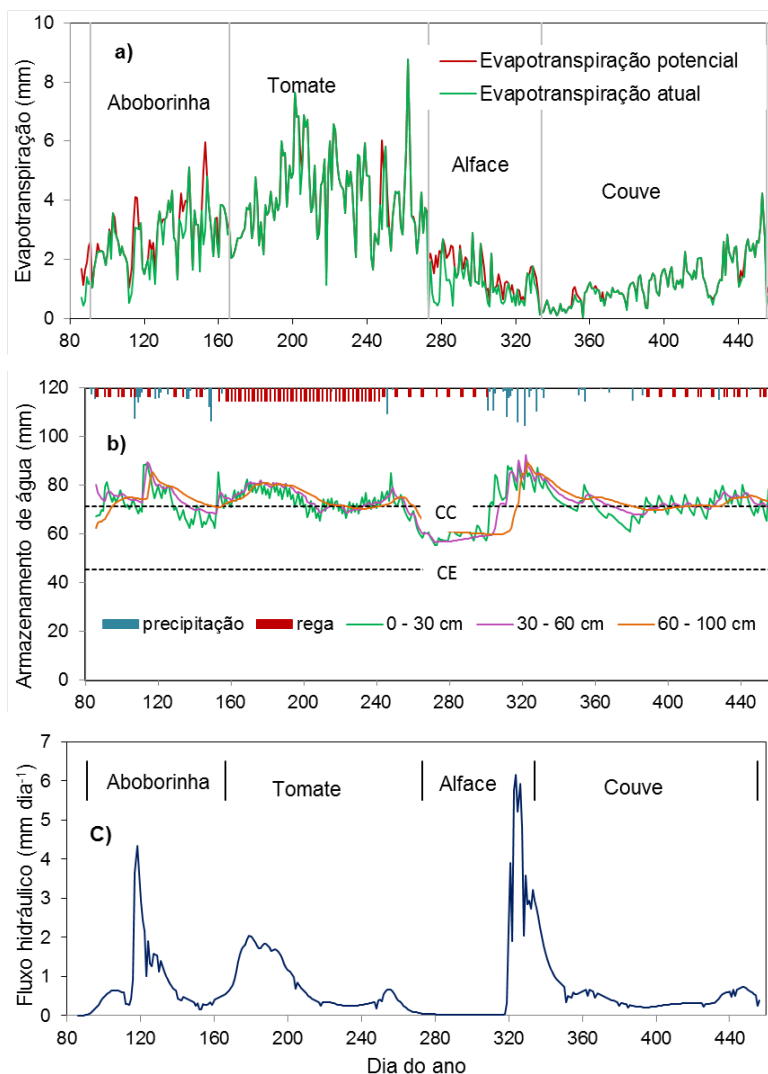 10
8
6
4
2
0
Evapotranspiração (mm)
a)
Aboborinha
Tomate
Evapotranspiração potencial
Evapotranspiração atual
Alface
Couve
80 120 160 200 240 280 320 360 400 440
120
100
80
60
40
20
0
Armazenamento de água (mm)
b)
CC
CE
precipitação rega 0 - 30 cm 30 - 60 cm 60 - 100 cm
80 120 160 200 240 280 320 360 400 440
7
6
5
4
3
2
1
0
Fluxo hidráulico (mm dia-1)
Aboborinha
Tomate
Alface
Couve
C)
80 120 160 200 240 280 320 360 400 440
Dia do ano